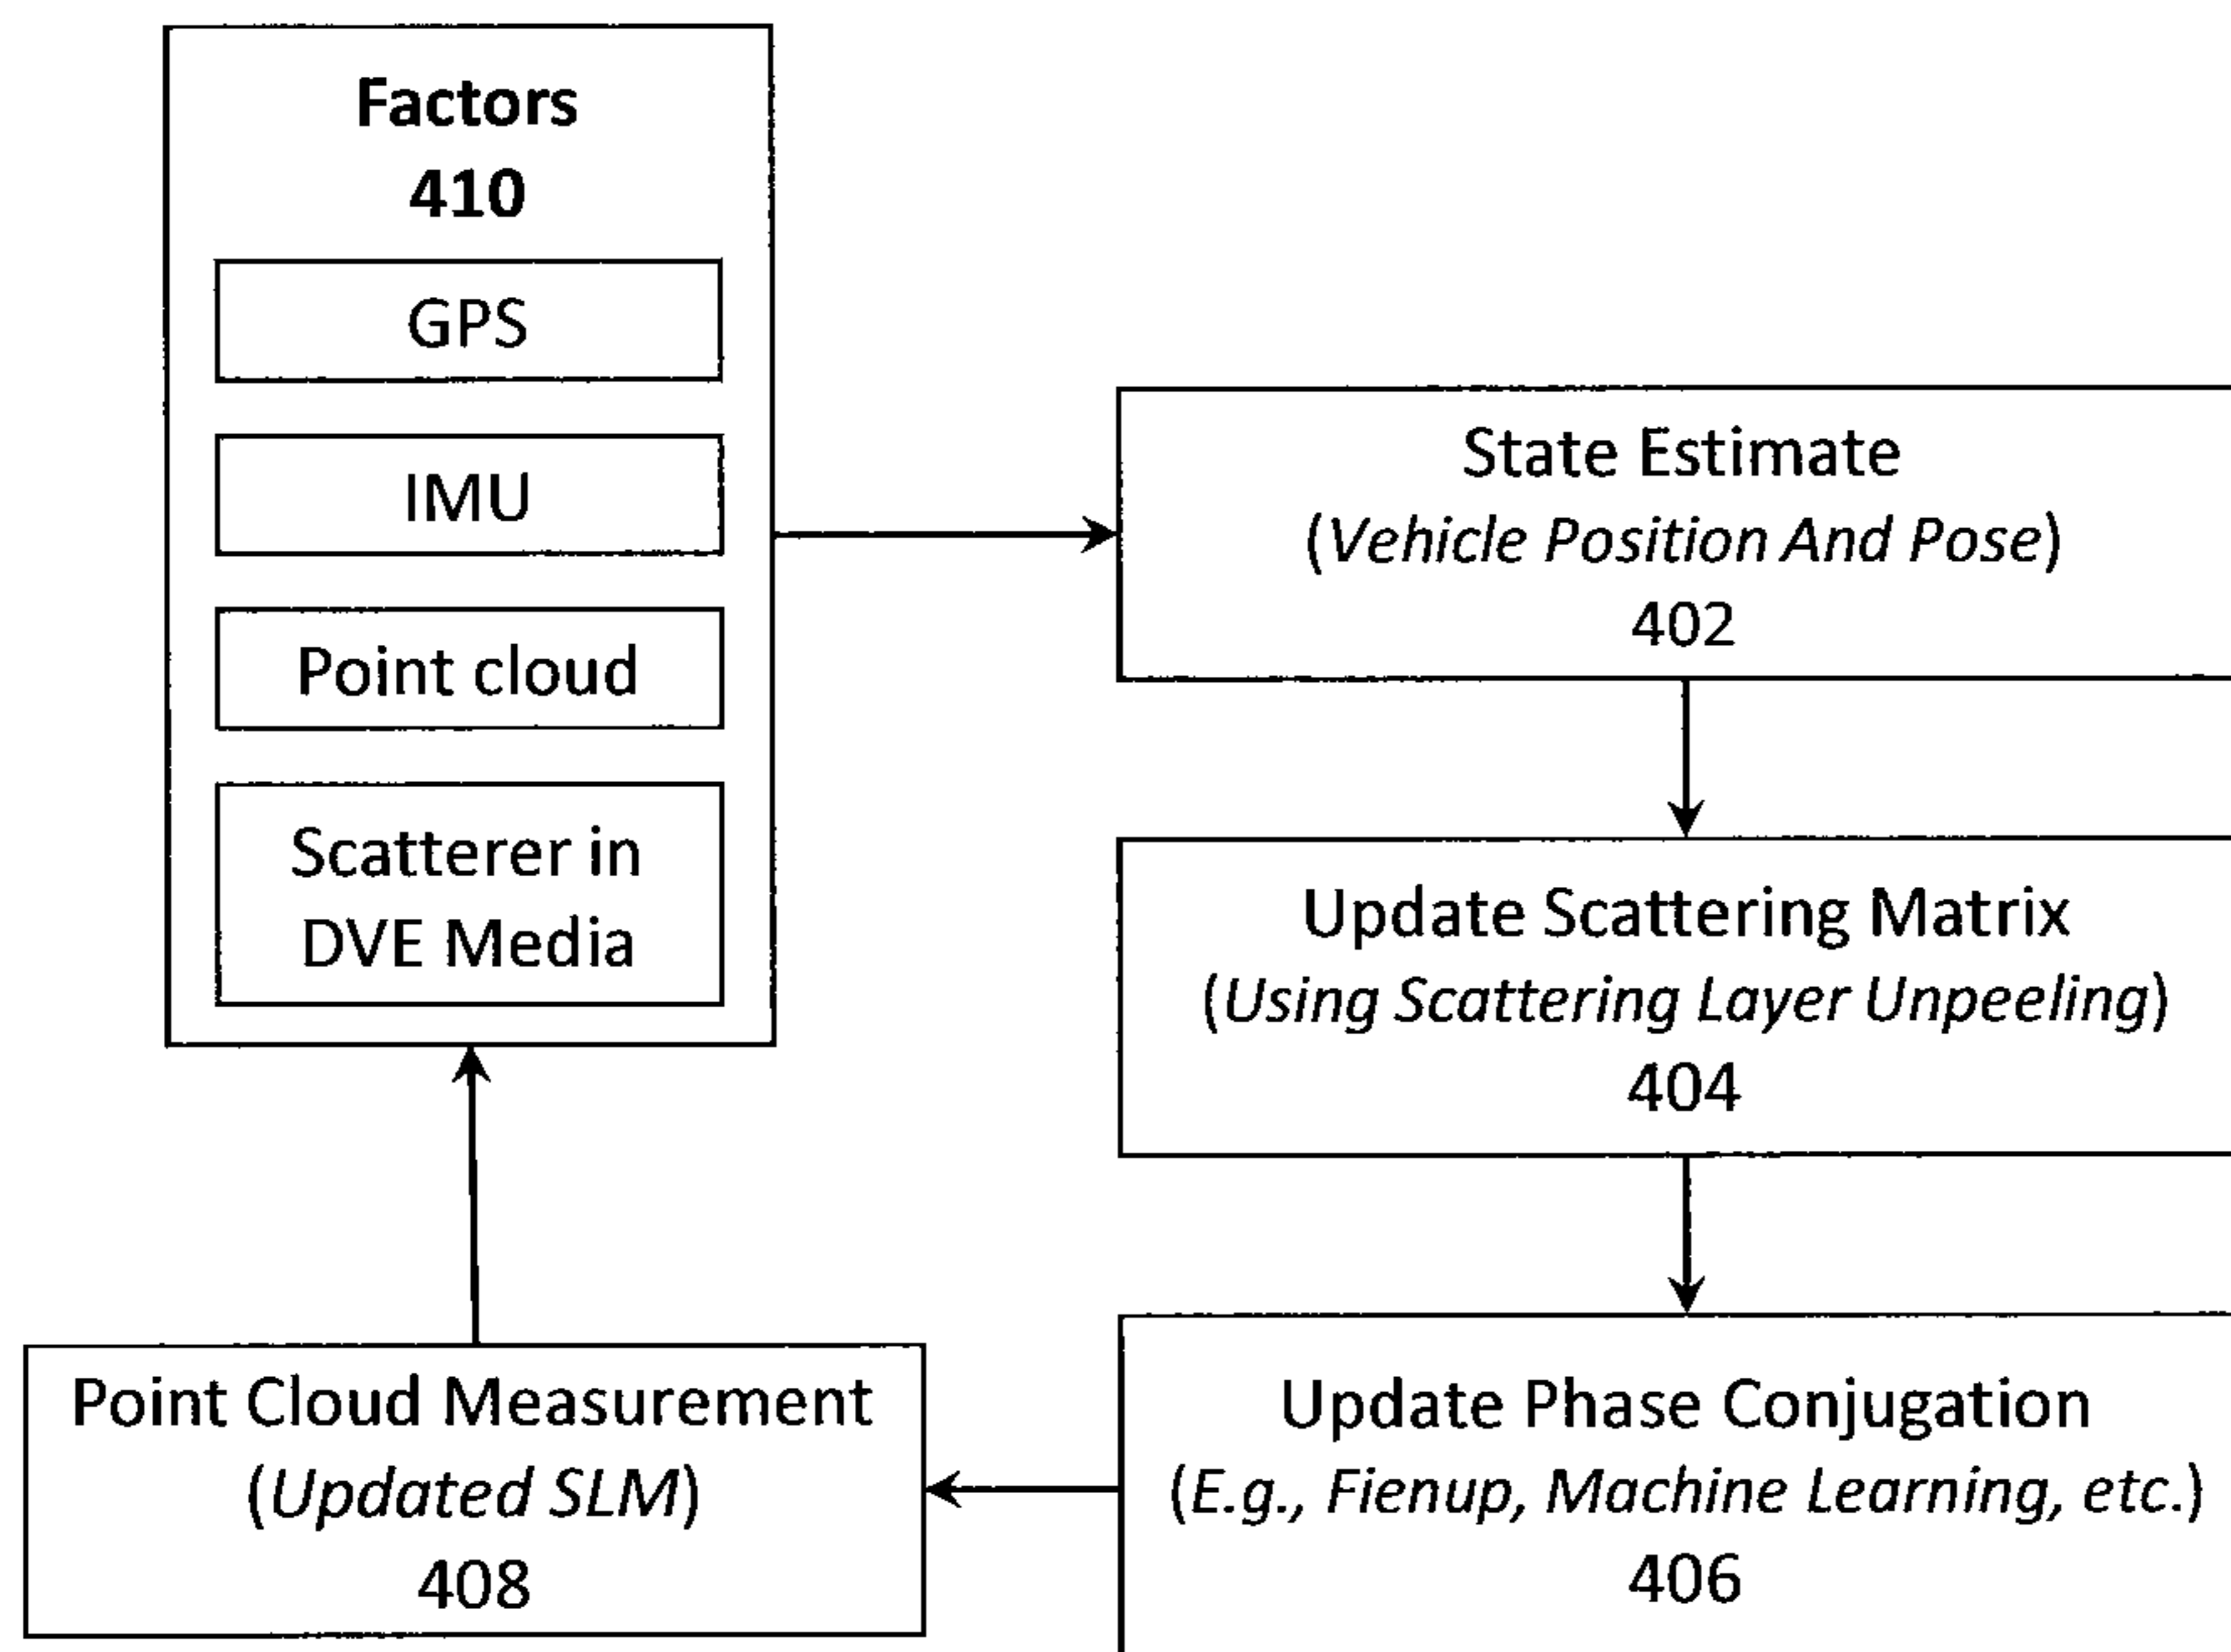 Factors
410
GPS
IMU
Point cloud
Scatterer in
DVE Media
State Estimate
(Vehicle Position And Pose)
402
Update Scattering Matrix
(Using Scattering Layer Unpeeling)
404
Update Phase Conjugation
(E.g., Fienup, Machine Learning, etc.)
406
Point Cloud Measurement
(Updated SLM)
408